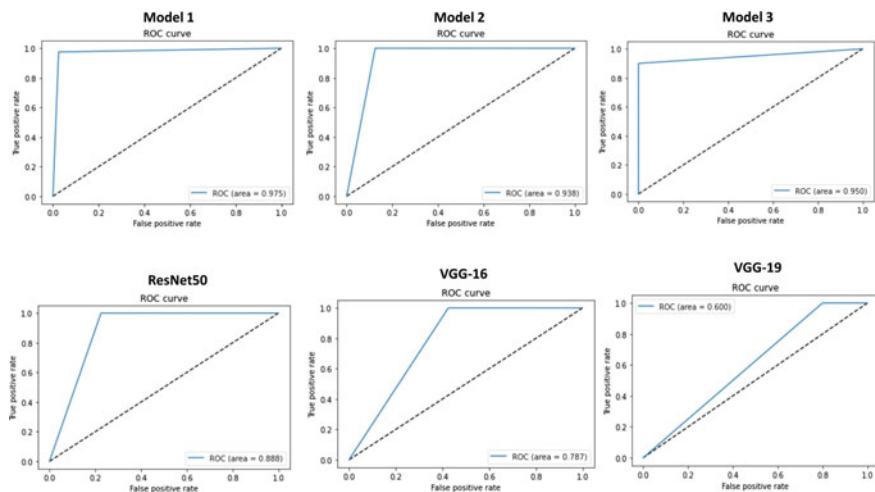 Model 1
ROC curve
1.0
0.8
0.6
0.4
0.2
0.0
True positive rate
ROC (area = 0.975)
0.0 0.2 0.4 0.6 0.8 1.0
False positive rate
Model 2
ROC curve
1.0
0.8
0.6
0.4
0.2
0.0
True positive rate
ROC (area = 0.938)
0.0 0.2 0.4 0.6 0.8 1.0
False positive rate
Model 3
ROC curve
1.0
0.8
0.6
0.4
0.2
0.0
True positive rate
ROC (area = 0.950)
0.0 0.2 0.4 0.6 0.8 1.0
False positive rate
ResNet50
ROC curve
1.0
0.8
0.6
0.4
0.2
0.0
True positive rate
ROC (area = 0.888)
0.0 0.2 0.4 0.6 0.8 1.0
False positive rate
VGG-16
ROC curve
1.0
0.8
0.6
0.4
0.2
0.0
True positive rate
ROC (area = 0.787)
0.0 0.2 0.4 0.6 0.8 1.0
False positive rate
VGG-19
ROC curve
1.0
0.8
0.6
0.4
0.2
0.0
True positive rate
ROC (area = 0.600)
0.0 0.2 0.4 0.6 0.8 1.0
False positive rate